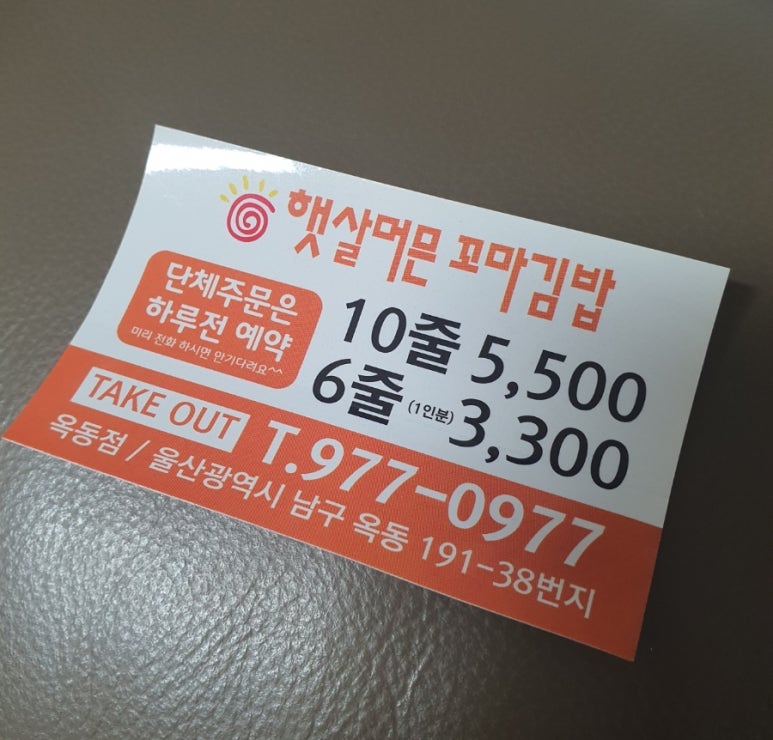 햇살머믄 꼬마김밥
단체주문은
하루전 예약
미리 전화 하시면 안기다려요^^
10줄 5,500
6줄 (1인분) 3,300
TAKE OUT T.977-0977
옥동점 / 울산광역시 남구 옥동 191-38번지